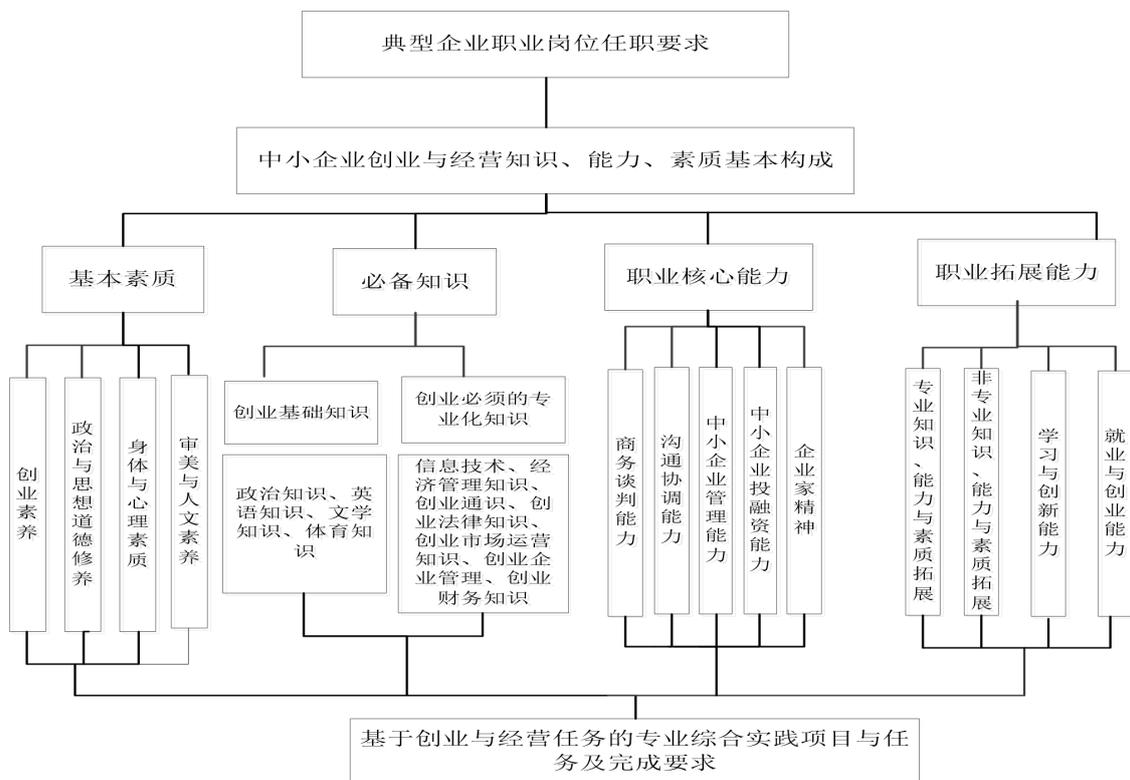 典型企业职业岗位任职要求
中小企业创业与经营知识、能力、素质基本构成
基本素质
必备知识
职业核心能力
职业拓展能力
创业素养
政治与思想道德修养
身体与心理素质
审美与人文素养
创业基础知识
创业必须的专
业化知识
政治知识、英
语知识、文学
知识、体育知
识
信息技术、经
济管理知识、
创业通识、创
业法律知识、
创业市场运营
知识、创业企
业管理、创业
财务知识
商务谈判能力
沟通协调能力
中小企业管理能力
中小企业投融资能力
企业家精神
专业知识、能力与素质拓展
非专业知识、能力与素质拓展
学习与创新能力
就业与创业能力
基于创业与经营任务的专业综合实践项目与任
务及完成要求